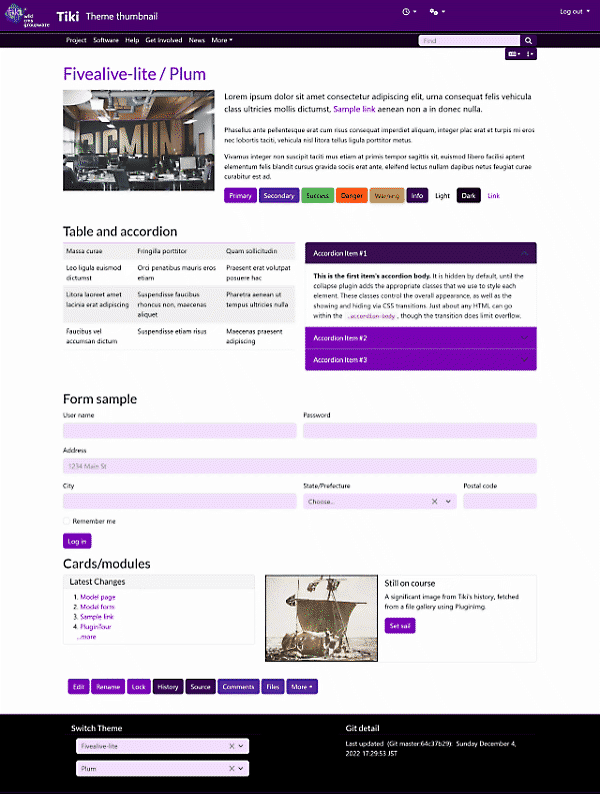 wiki
cms
groupware
Tiki Theme thumbnail
Log out
Project Software Help Get Involved News More
Find
Fivealive-lite / Plum
Lorem ipsum dolor sit amet consectetur adipiscing elit, urna consequat felis vehicula
class ultricies mollis dictumst, Sample link aenean non a in donec nulla.
Phasellus ante pellentesque erat cum risus consequat imperdiet aliquam, integer plac erat et turpis mi eros
nec lobortis taciti, vehicula nisl litora tellus ligula porttitor metus.
Vivamus integer non suscipit taciti mus etiam at primis tempor sagittis sit, euismod libero facilisi aptent
elementum felis blandit cursus gravida sociis erat ante, eleifend lectus nullam dapibus netus feugiat curae
curabitur est ad.
Primary Secondary Success Danger Warning Info Light Dark Link
Table and accordion
Massa curae Fringilla porttitor Quam sollicitudin
Leo ligula euismod Orci penatibus mauris eros Praesent erat volutpat
dictumst etiam posuere hac
Litora laoreet amet Suspendisse faucibus Pharetra aenean ut
lacinia erat adipiscing rhoncus non, maecenas tempus ultricies nulla
aliquet
Faucibus vel Suspendisse etiam risus Maecenas praesent
accumsan dictum adipiscing
Accordion Item #1
This is the first item's accordion body. It is hidden by default, until the
collapse plugin adds the appropriate classes that we use to style each
element. These classes control the overall appearance, as well as the
showing and hiding via CSS transitions. Just about any HTML can go
within the .accordion-body, though the transition does limit overflow.
Accordion Item #2
Accordion Item #3
Form sample
User name Password
Address
1234 Main St
City State/Prefecture Postal code
Choose...
Remember me
Log in
Cards/modules
Latest Changes
1. Model page
2. Model form
3. Sample link
4. PluginTour
...more
Still on course
A significant image from Tiki's history, fetched
from a file gallery using PluginImg.
Set sail
Edit Rename Lock History Source Comments Files More
Switch Theme
Fivealive-lite
Plum
Git detail
Last updated (Git master:64c37b29): Sunday December 4,
2022 17:29:53 JST